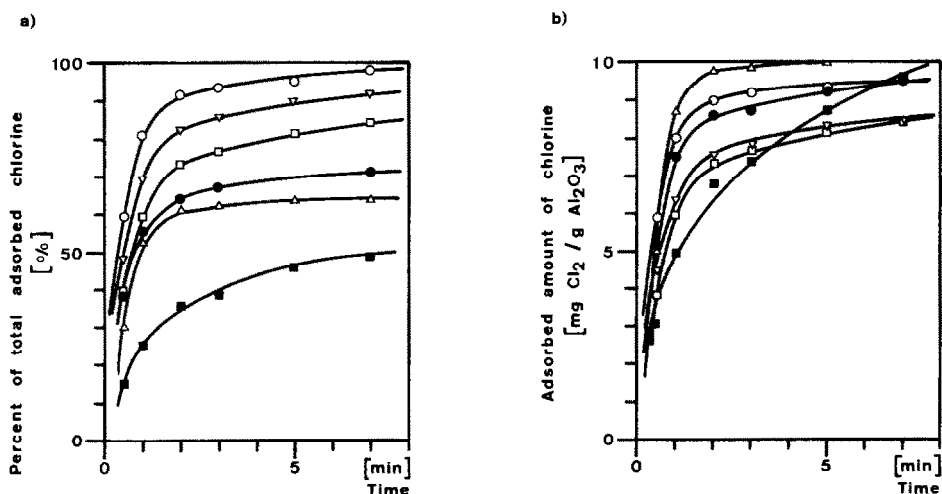 a)
Percent of total adsorbed chlorine
[%]
100
50
0
0
5
[min]
Time
b)
Adsorbed amount of chlorine
[mg Cl₂ / g Al₂O₃]
10
5
0
0
5
[min]
Time